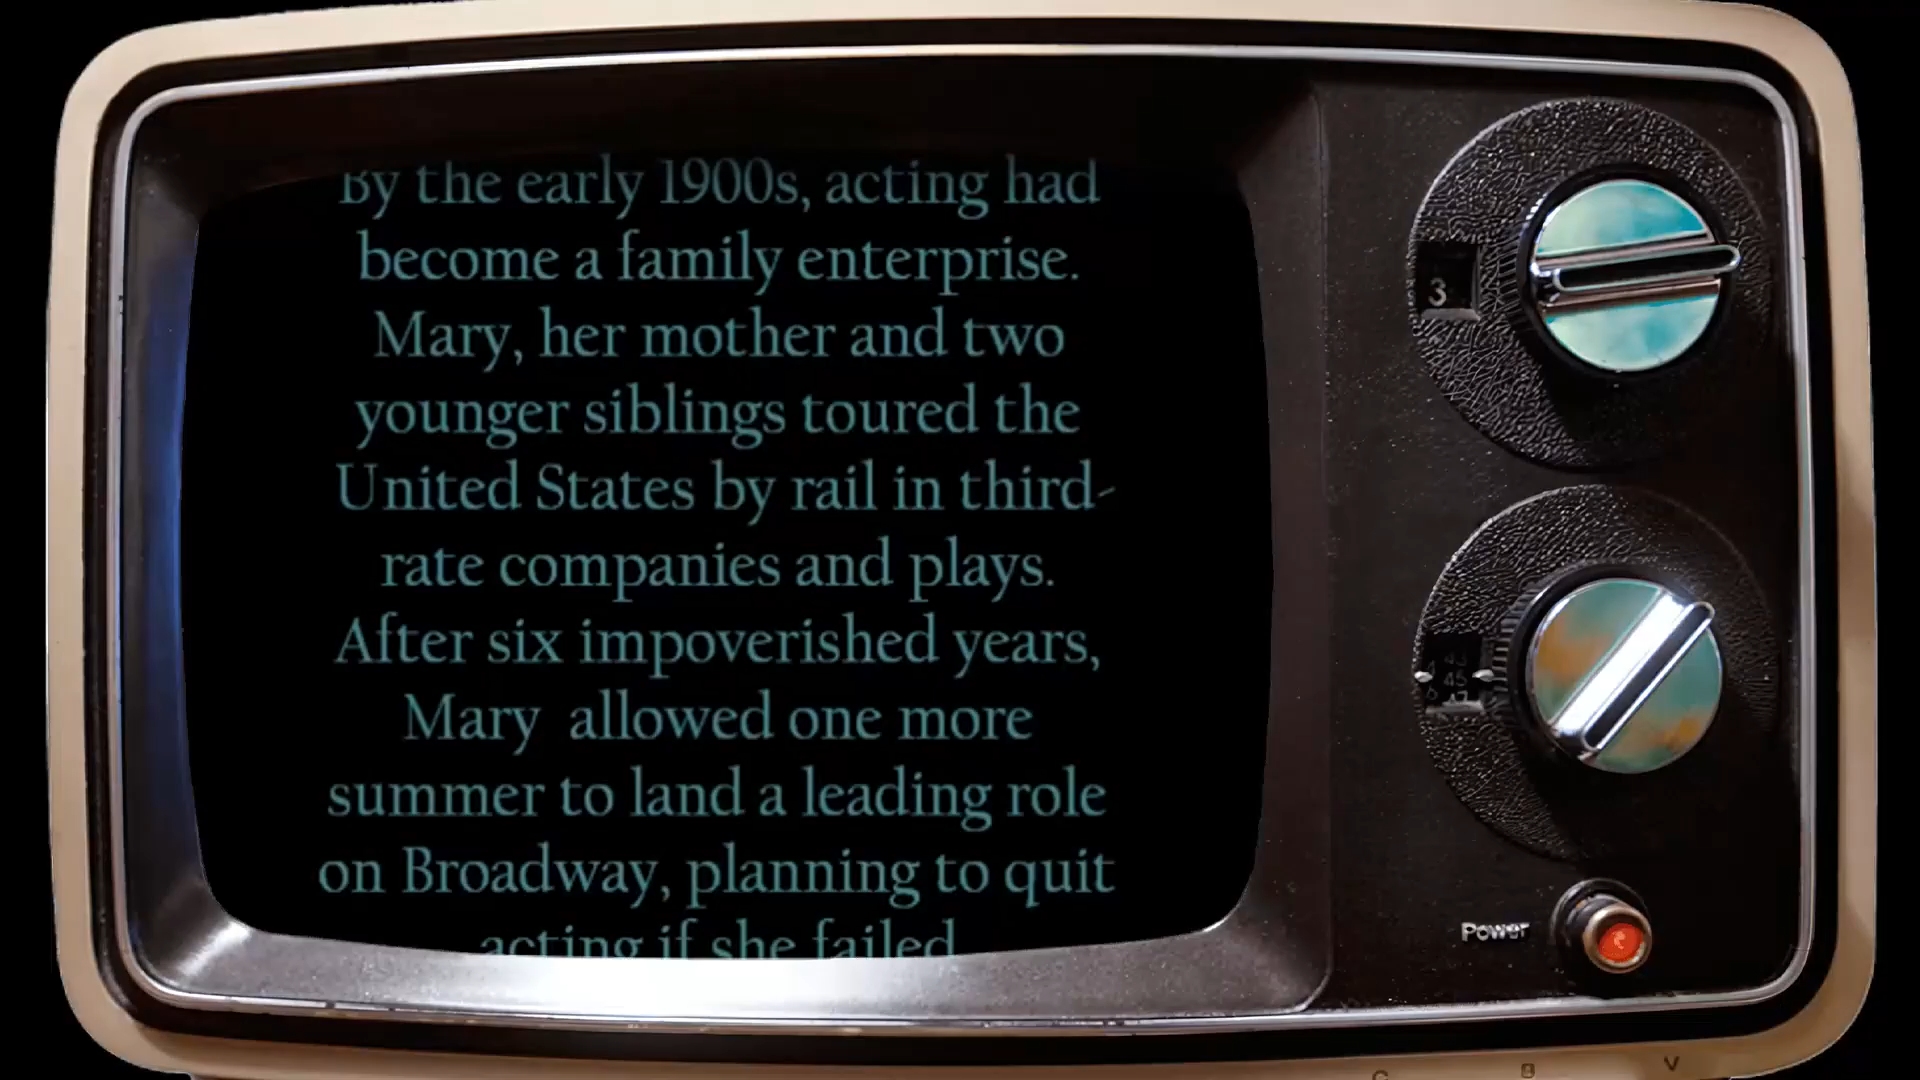 By the early 1900s, acting had
become a family enterprise.
Mary, her mother and two
younger siblings toured the
United States by rail in third-
rate companies and plays.
After six impoverished years,
Mary allowed one more
summer to land a leading role
on Broadway, planning to quit
acting if she failed
3
45
Power